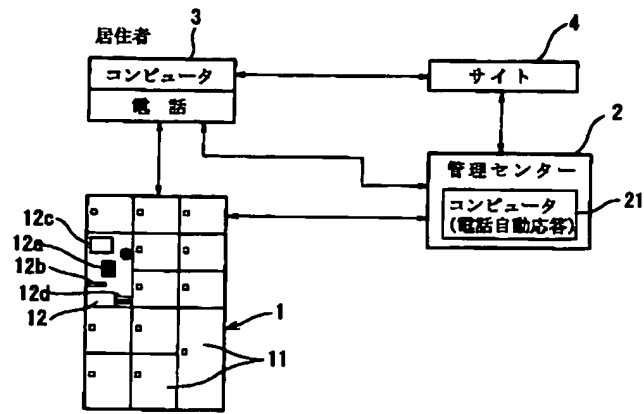 3
居住者
コンピュータ
電話
4
サイト
2
管理センター
コンピュータ
(電話自動応答)
21
12c
12a
12b
12d
12
1
11